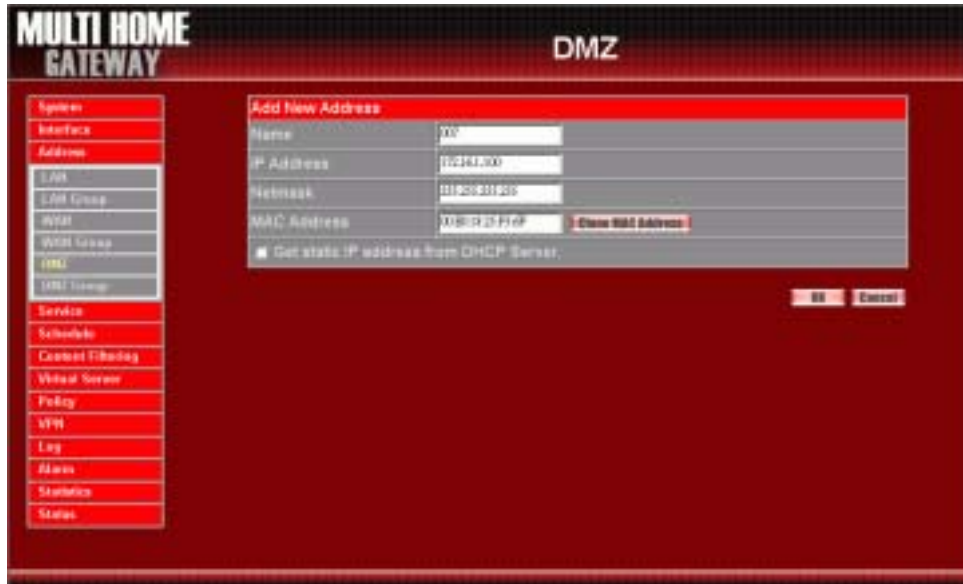 MULTI HOME
GATEWAY
DMZ
System
Interface
Address
LAN
LAN Group
WAN
WAN Group
DMZ
DMZ Group
Service
Schedule
Content Filtering
Virtual Server
Policy
VPN
Log
Alarm
Statistics
Status
Add New Address
Name
IP Address
Netmask
MAC Address
Clone MAC Address
Get static IP address from DHCP Server.
OK Cancel